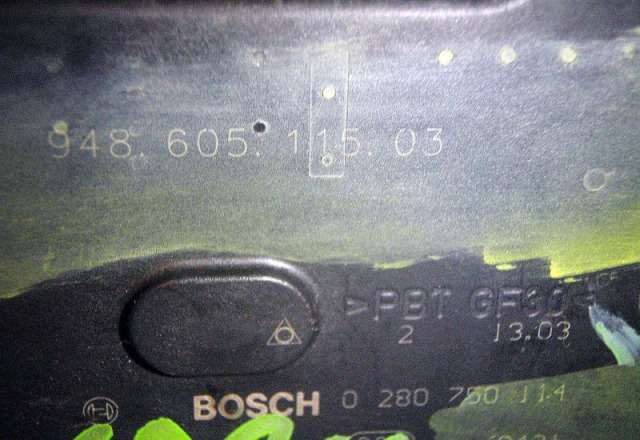 948. 605. 115. 03
>PBT GF30<
2 13.03
BOSCH 0 280 750 114